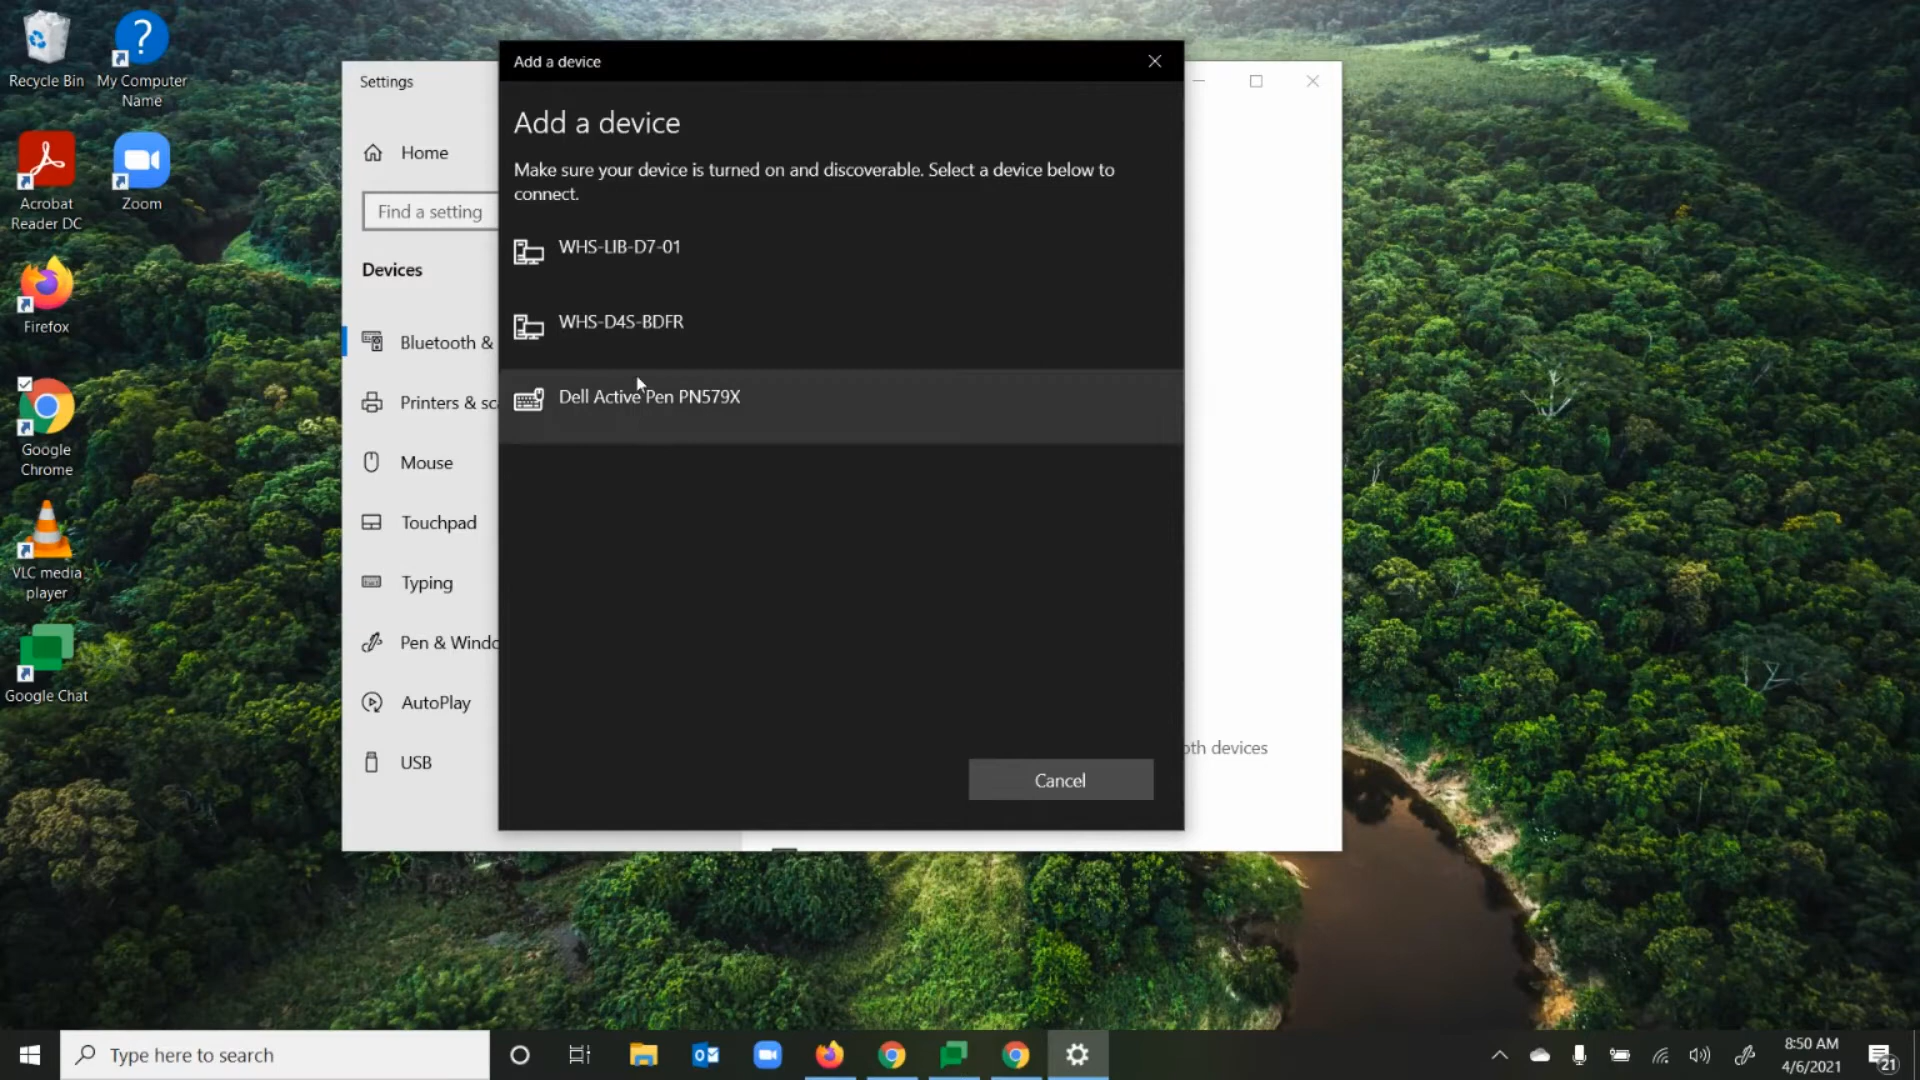 Recycle Bin
My Computer
Name
Acrobat
Reader DC
Zoom
Firefox
Google
Chrome
VLC media
player
Google Chat
Settings
Home
Find a setting
Devices
Bluetooth &
Printers & sc
Mouse
Touchpad
Typing
Pen & Windo
AutoPlay
USB
Add a device
Add a device
Make sure your device is turned on and discoverable. Select a device below to
connect.
WHS-LIB-D7-01
WHS-D4S-BDFR
Dell Active Pen PN579X
Cancel
oth devices
Type here to search
8:50 AM
4/6/2021
21